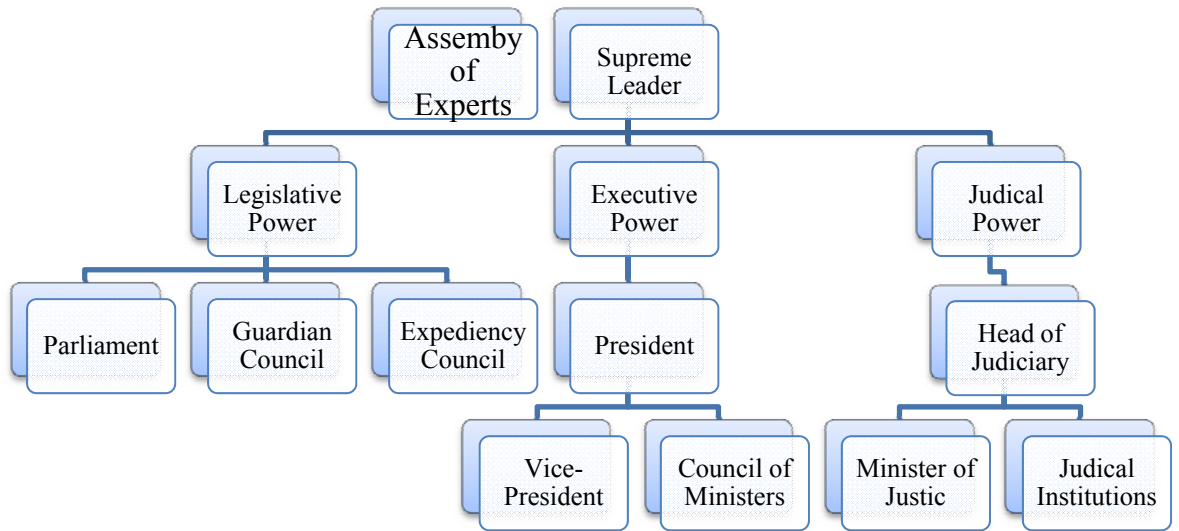 Assemby
of
Experts
Supreme
Leader
Legislative
Power
Executive
Power
Judical
Power
Parliament
Guardian
Council
Expediency
Council
President
Head of
Judiciary
Vice-
President
Council of
Ministers
Minister of
Justic
Judical
Institutions